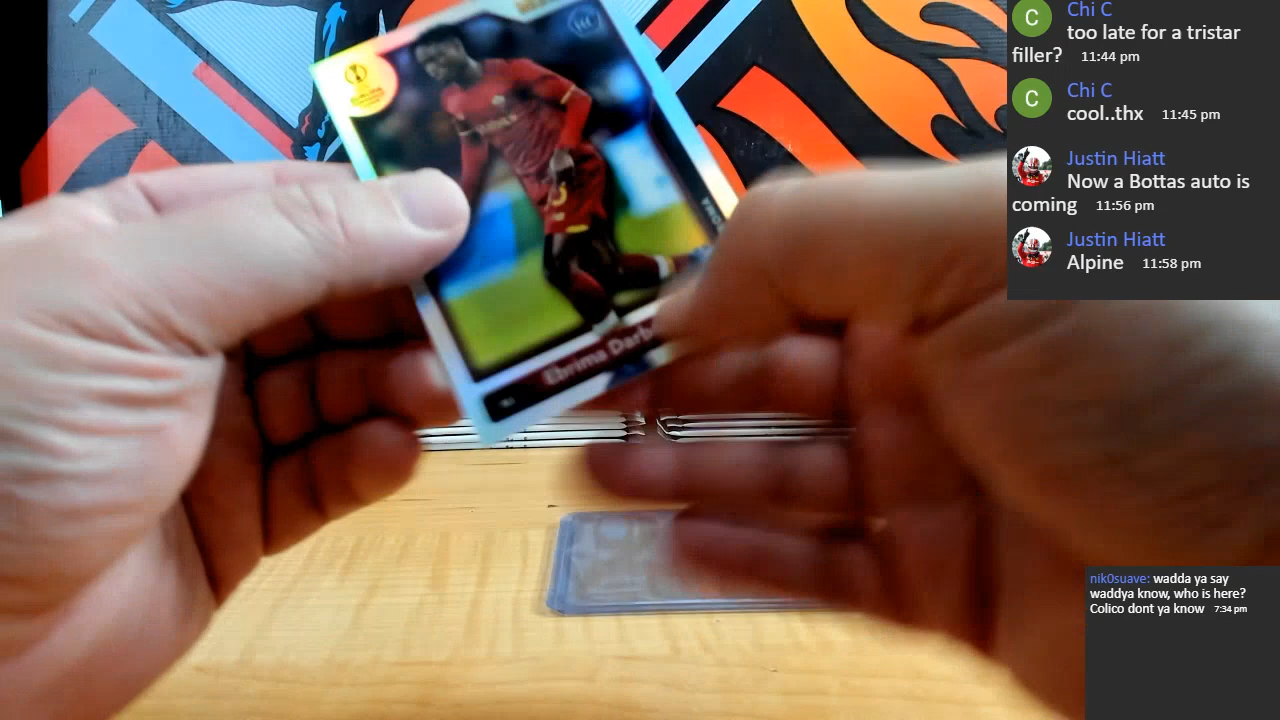 Chi C
too late for a tristar
filler? 11:44 pm
C
Chi C
cool..thx 11:45 pm
C
Justin Hiatt
Now a Bottas auto is
coming 11:56 pm
Justin Hiatt
Alpine 11:58 pm
Ebrima
nik0suave: wadda ya say
waddya know, who is here?
Colico dont ya know 7:34 pm